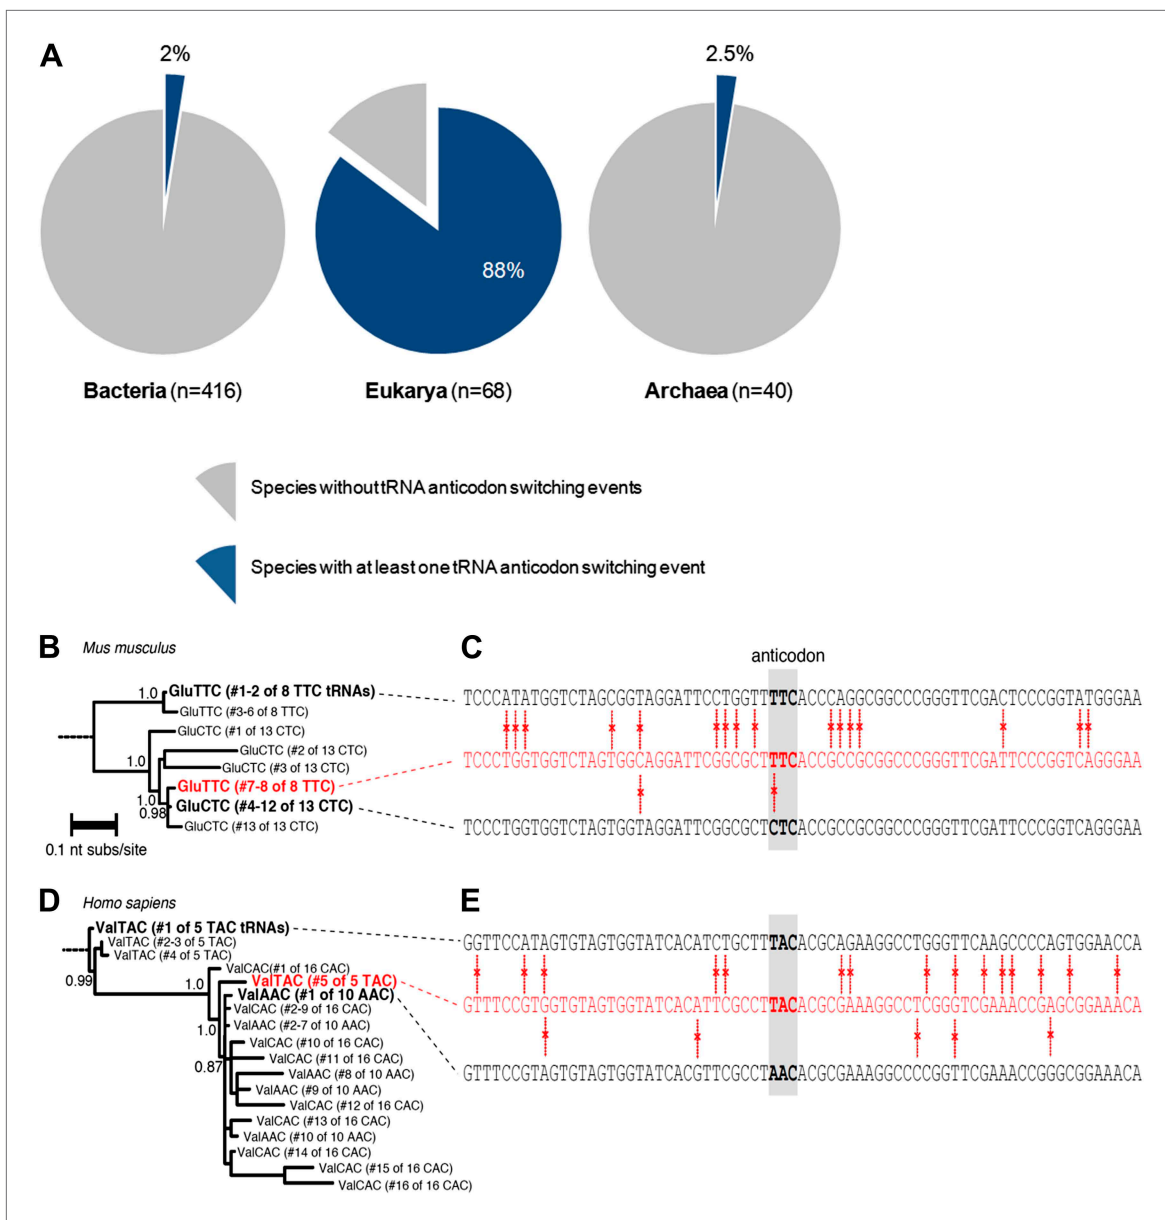 A
2%
2.5%
88%
Bacteria (n=416)
Eukarya (n=68)
Archaea (n=40)
Species without tRNA anticodon switching events
Species with at least one tRNA anticodon switching event
B
Mus musculus
1.0
GluTTC (#1-2 of 8 TTC tRNAs)
GluTTC (#3-6 of 8 TTC)
GluCTC (#1 of 13 CTC)
GluCTC (#2 of 13 CTC)
1.0
GluCTC (#3 of 13 CTC)
GluTTC (#7-8 of 8 TTC)
1.0
GluCTC (#4-12 of 13 CTC)
0.98
GluCTC (#13 of 13 CTC)
0.1 nt subs/site
C
anticodon
TCCCATATGGTCTAGCGGTAGGATTCCTGGTTTTCACCCAGGCGGCCCGGGTTCGACTCCCGGTATGGGAA
TCCCTGGTGGTCTAGTGGCAGGATTCGGCGCTTTCACCGCCGCGGCCCGGGTTCGATTCCCGGTCAGGGAA
TCCCTGGTGGTCTAGTGGTAGGATTCGGCGCTCTCACCGCCGCGGCCCGGGTTCGATTCCCGGTCAGGGAA
D
Homo sapiens
ValTAC (#1 of 5 TAC tRNAs)
ValTAC (#2-3 of 5 TAC)
ValTAC (#4 of 5 TAC)
0.99
ValCAC(#1 of 16 CAC)
1.0
ValTAC (#5 of 5 TAC)
ValAAC (#1 of 10 AAC)
ValCAC (#2-9 of 16 CAC)
1.0
ValAAC (#2-7 of 10 AAC)
ValCAC (#10 of 16 CAC)
ValCAC (#11 of 16 CAC)
0.87
ValAAC (#8 of 10 AAC)
ValAAC (#9 of 10 AAC)
ValCAC (#12 of 16 CAC)
ValCAC (#13 of 16 CAC)
ValAAC (#10 of 10 AAC)
ValCAC (#14 of 16 CAC)
ValCAC (#15 of 16 CAC)
ValCAC (#16 of 16 CAC)
E
GGTTCCATAGTGTAGTGGTATCACATCTGCTTTACACGCAGAAGGCCTGGGTTCAAGCCCCAGTGGAACCA
GTTTCCGTGGTGTAGTGGTATCACATTCGCCTTACACGCGAAAGGCCTCGGGTCGAAACCGAGCGGAAACA
GTTTCCGTAGTGTAGTGGTATCACGTTCGCCTAACACGCGAAAGGCCCCCGGTTCGAAACCGGGCGGAAACA